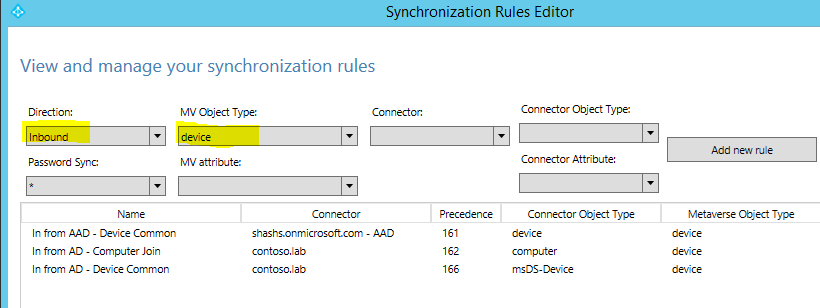 Synchronization Rules Editor
View and manage your synchronization rules
Direction: MV Object Type: Connector: Connector Object Type:
Inbound device
Add new rule
Password Sync: MV attribute: Connector Attribute:
*
Name Connector Precedence Connector Object Type Metaverse Object Type
In from AAD - Device Common shashs.onmicrosoft.com - AAD 161 device device
In from AD - Computer Join contoso.lab 162 computer device
In from AD - Device Common contoso.lab 166 msDS-Device device